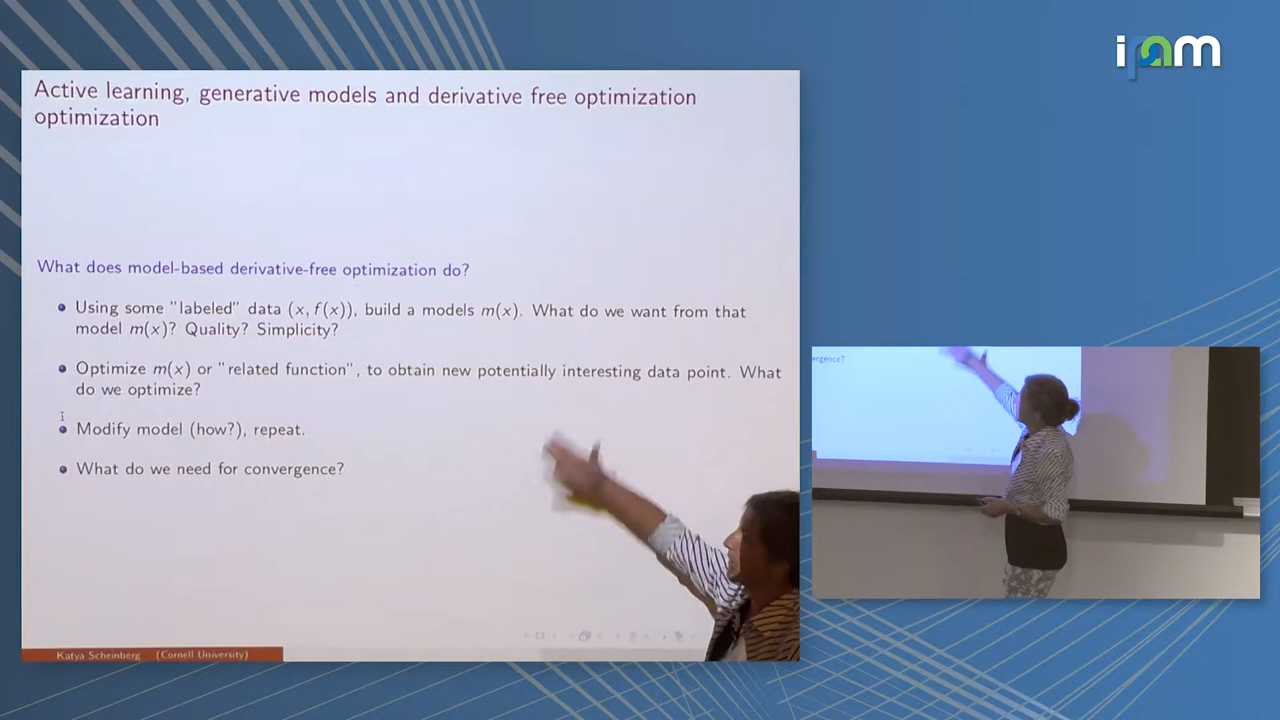 ipam
Active learning, generative models and derivative free optimization
optimization
What does model-based derivative-free optimization do?
Using some "labeled" data (x, f(x)), build a models m(x). What do we want from that
model m(x)? Quality? Simplicity?
Optimize m(x) or "related function", to obtain new potentially interesting data point. What
do we optimize?
Modify model (how?), repeat.
What do we need for convergence?
ergence?
Katya Scheinberg (Cornell University)